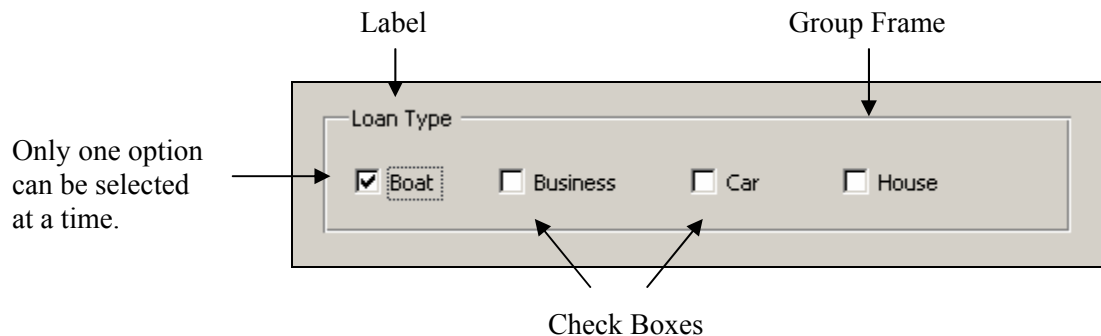 Label
Group Frame
Loan Type
Only one option
can be selected
at a time.
Boat
Business
Car
House
Check Boxes